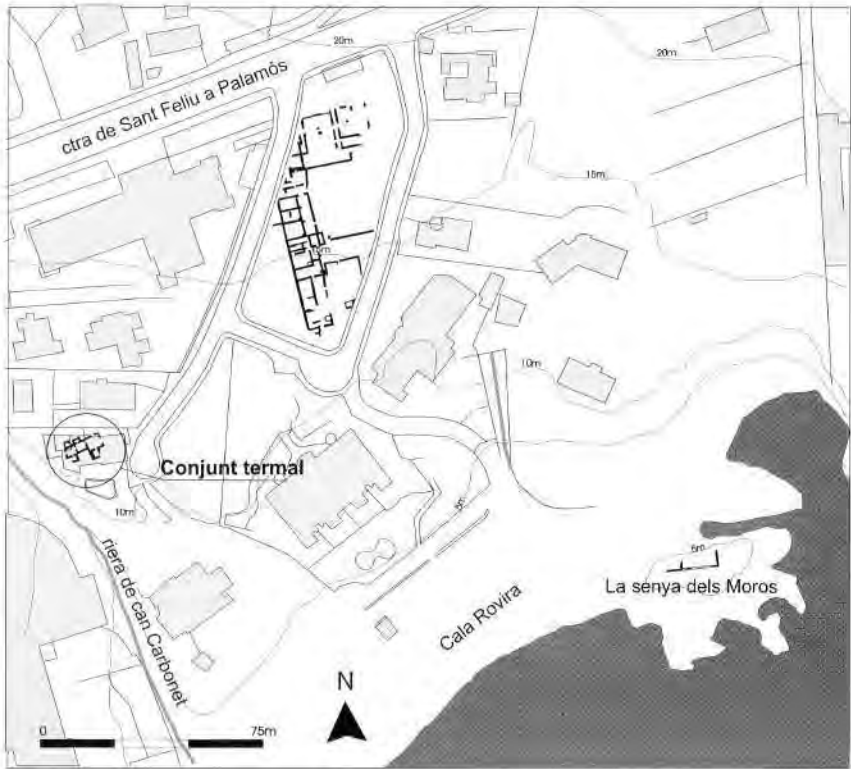 20m
20m
ctra de Sant Feliu a Palamós
15m
10m
Conjunt termal
10m
5m
5m
La senya dels Moros
riera de can Carbonet
Cala Rovira
N
0
75m